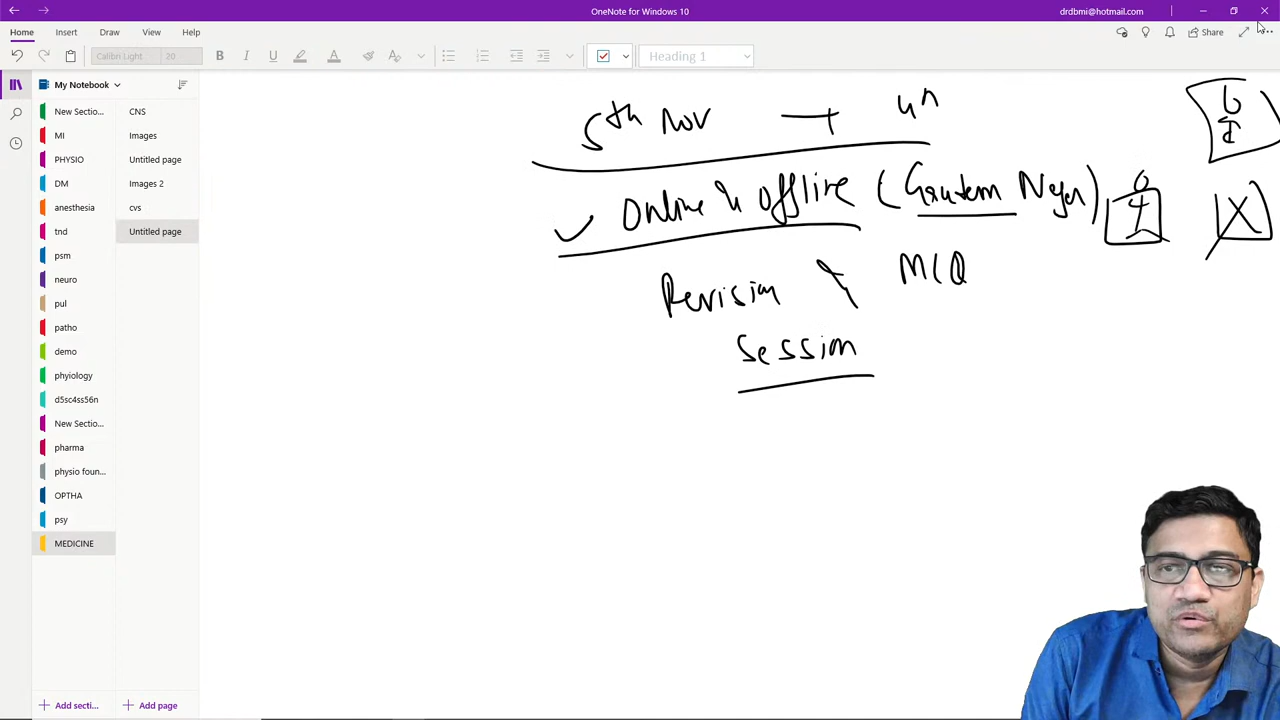 OneNote for Windows 10
drdbmi@hotmail.com
Home Insert Draw View Help
Share
Calibri Light 20
B I U A A
Heading 1
My Notebook
New Sectio...
MI
PHYSIO
DM
anesthesia
tnd
psm
neuro
pul
patho
demo
phyiology
d5sc4ss56n
New Sectio...
pharma
physio foun...
OPTHA
psy
MEDICINE
CNS
Images
Untitled page
Images 2
cvs
Untitled page
5th Nov
Online & offline (Gautam Nagar)
Revision & MCQ
Session
Add secti...
Add page